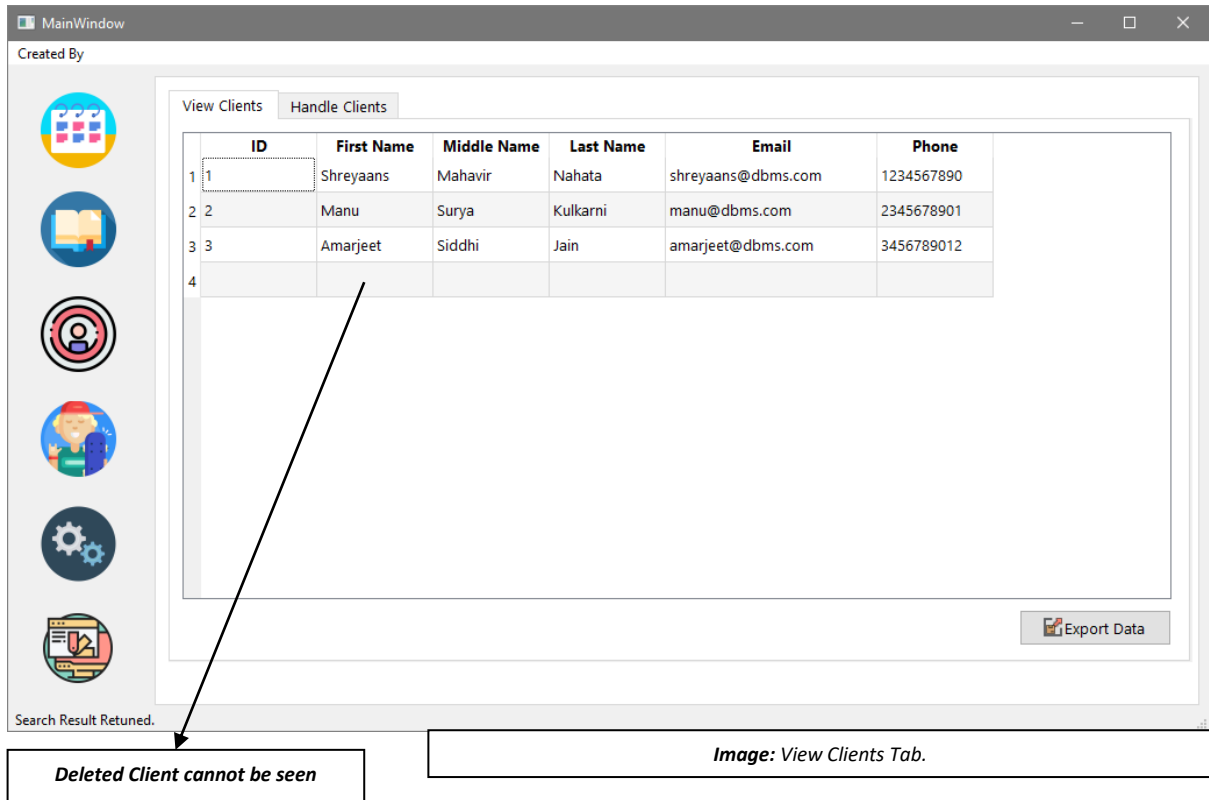 MainWindow
Created By
View Clients Handle Clients
ID First Name Middle Name Last Name Email Phone
1 1 Shreyaans Mahavir Nahata shreyaans@dbms.com 1234567890
2 2 Manu Surya Kulkarni manu@dbms.com 2345678901
3 3 Amarjeet Siddhi Jain amarjeet@dbms.com 3456789012
4
Export Data
Search Result Retuned.
Image: View Clients Tab.
Deleted Client cannot be seen